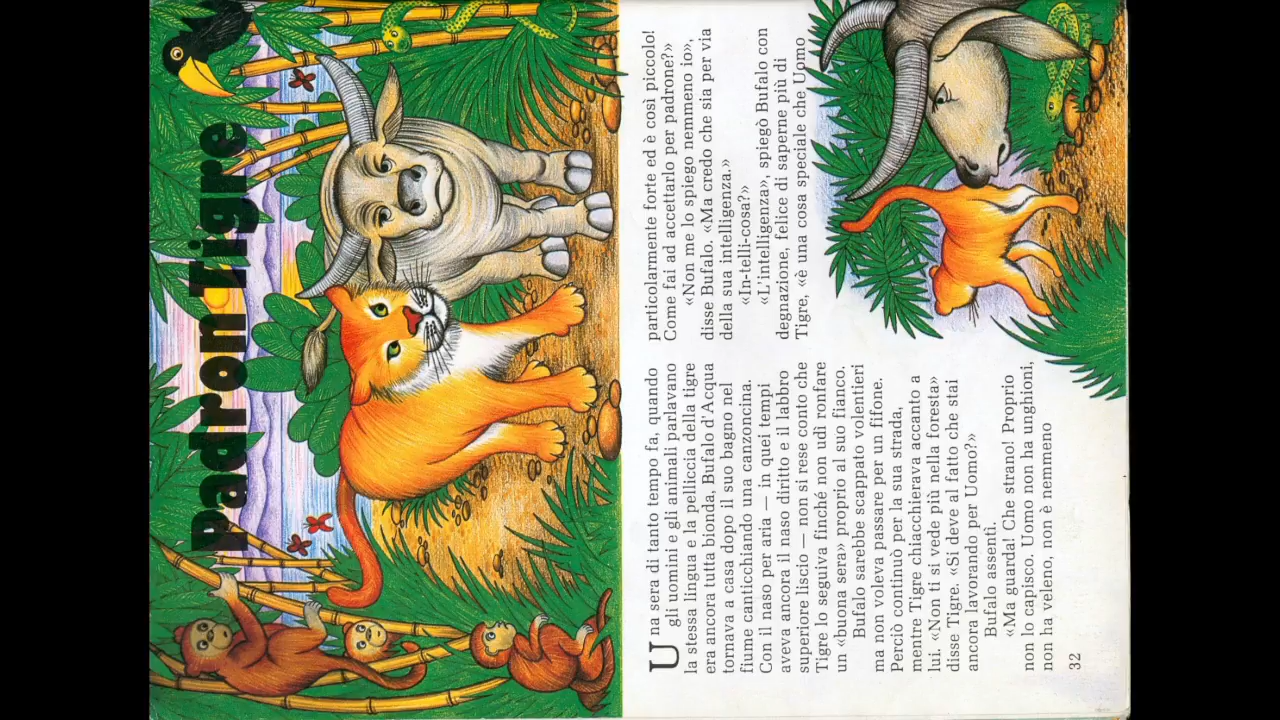 Padron Tigre
Una sera di tanto tempo fa, quando
gli uomini e gli animali parlavano
la stessa lingua e la pelliccia della tigre
era ancora tutta bionda, Bufalo d'Acqua
tornava a casa dopo il suo bagno nel
fiume canticchiando una canzoncina.
Con il naso per aria — in quei tempi
aveva ancora il naso diritto e il labbro
superiore liscio — non si rese conto che
Tigre lo seguiva finché non udì ronfare
un «buona sera» proprio al suo fianco.
Bufalo sarebbe scappato volentieri
ma non voleva passare per un fifone.
Perciò continuò per la sua strada,
mentre Tigre chiacchierava accanto a
lui. «Non ti si vede più nella foresta»
disse Tigre. «Si deve al fatto che stai
ancora lavorando per Uomo?»
Bufalo assentì.
«Ma guarda! Che strano! Proprio
non lo capisco. Uomo non ha unghioni,
non ha veleno, non è nemmeno
32
particolarmente forte ed è così piccolo!
Come fai ad accettarlo per padrone?»
«Non me lo spiego nemmeno io»,
disse Bufalo. «Ma credo che sia per via
della sua intelligenza.»
«In-telli-cosa?»
«L'intelligenza», spiegò Bufalo con
degnazione, felice di saperne più di
Tigre, «è una cosa speciale che Uomo